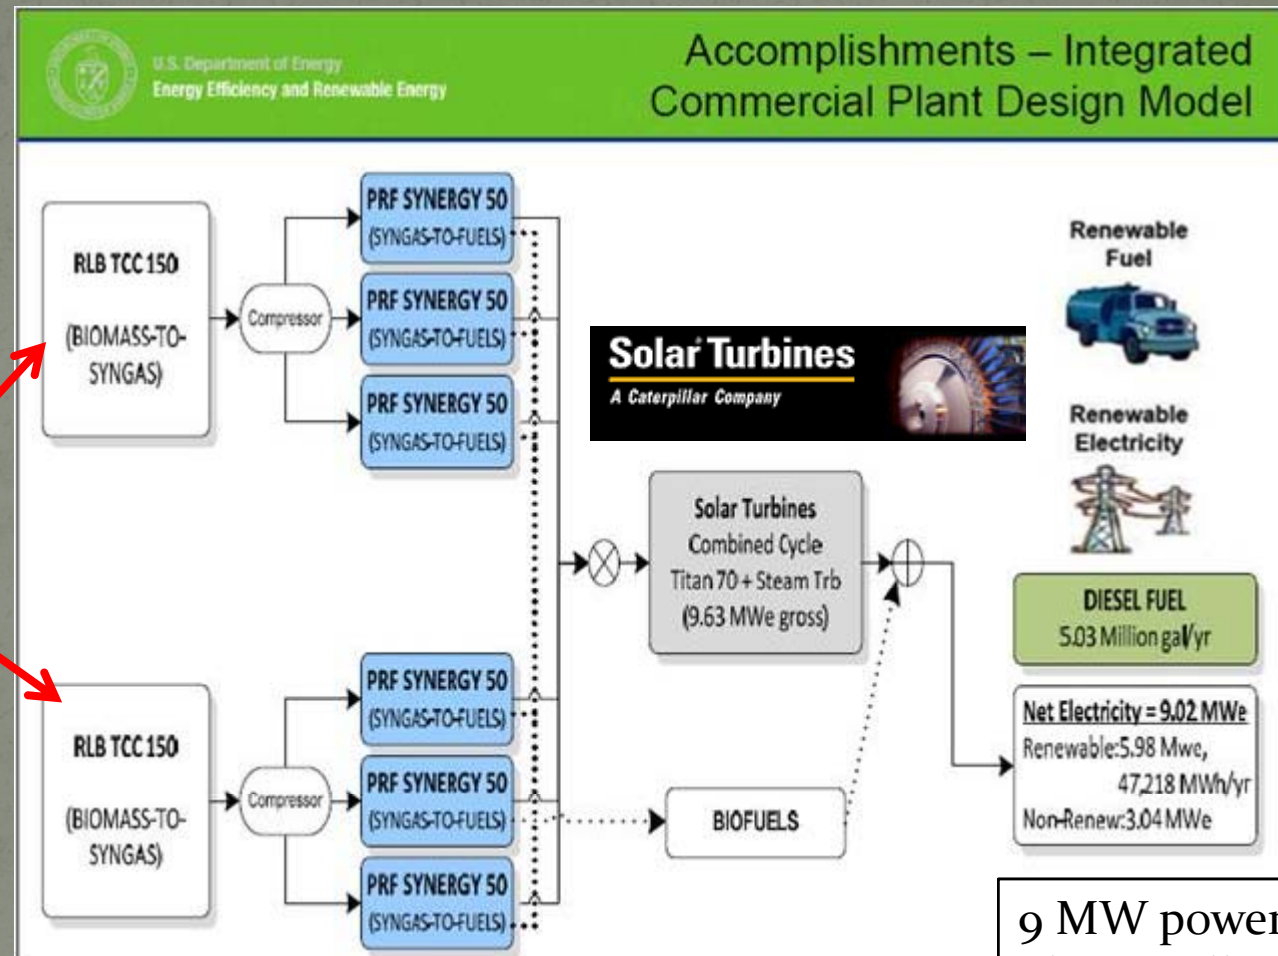 U.S. Department of Energy
Energy Efficiency and Renewable Energy
Accomplishments – Integrated
Commercial Plant Design Model
RLB TCC 150
(BIOMASS-TO-
SYNGAS)
Compressor
PRF SYNERGY 50
(SYNGAS-TO-FUELS)
PRF SYNERGY 50
(SYNGAS-TO-FUELS)
PRF SYNERGY 50
(SYNGAS-TO-FUELS)
Solar Turbines
A Caterpillar Company
Renewable
Fuel
Renewable
Electricity
Solar Turbines
Combined Cycle
Titan 70 + Steam Trb
(9.63 MWe gross)
DIESEL FUEL
5.03 Million gal/yr
Net Electricity = 9.02 MWe
Renewable:5.98 Mwe,
47,218 MWh/yr
Non-Renew:3.04 MWe
RLB TCC 150
(BIOMASS-TO-
SYNGAS)
Compressor
PRF SYNERGY 50
(SYNGAS-TO-FUELS)
PRF SYNERGY 50
(SYNGAS-TO-FUELS)
PRF SYNERGY 50
(SYNGAS-TO-FUELS)
BIOFUELS
9 MW power